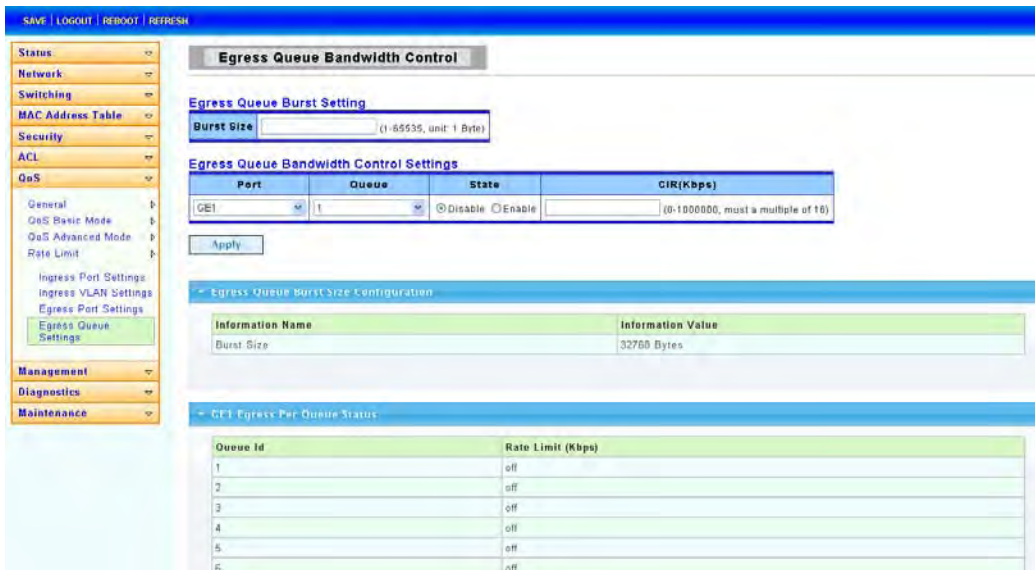 SAVE | LOGOUT | REBOOT | REFRESH
Status
Network
Switching
MAC Address Table
Security
ACL
QoS
General
QoS Basic Mode
QoS Advanced Mode
Rate Limit
Ingress Port Settings
Ingress VLAN Settings
Egress Port Settings
Egress Queue
Settings
Management
Diagnostics
Maintenance
Egress Queue Bandwidth Control
Egress Queue Burst Setting
Burst Size (1-65535, unit: 1 Byte)
Egress Queue Bandwidth Control Settings
Port Queue State CIR(Kbps)
GE1 1 Disable Enable (0-1000000, must a multiple of 16)
Apply
Egress Queue Burst Size Configuration
Information Name Information Value
Burst Size 32768 Bytes
GE1 Egress Per Queue Status
Queue Id Rate Limit (Kbps)
1 off
2 off
3 off
4 off
5 off
6 off